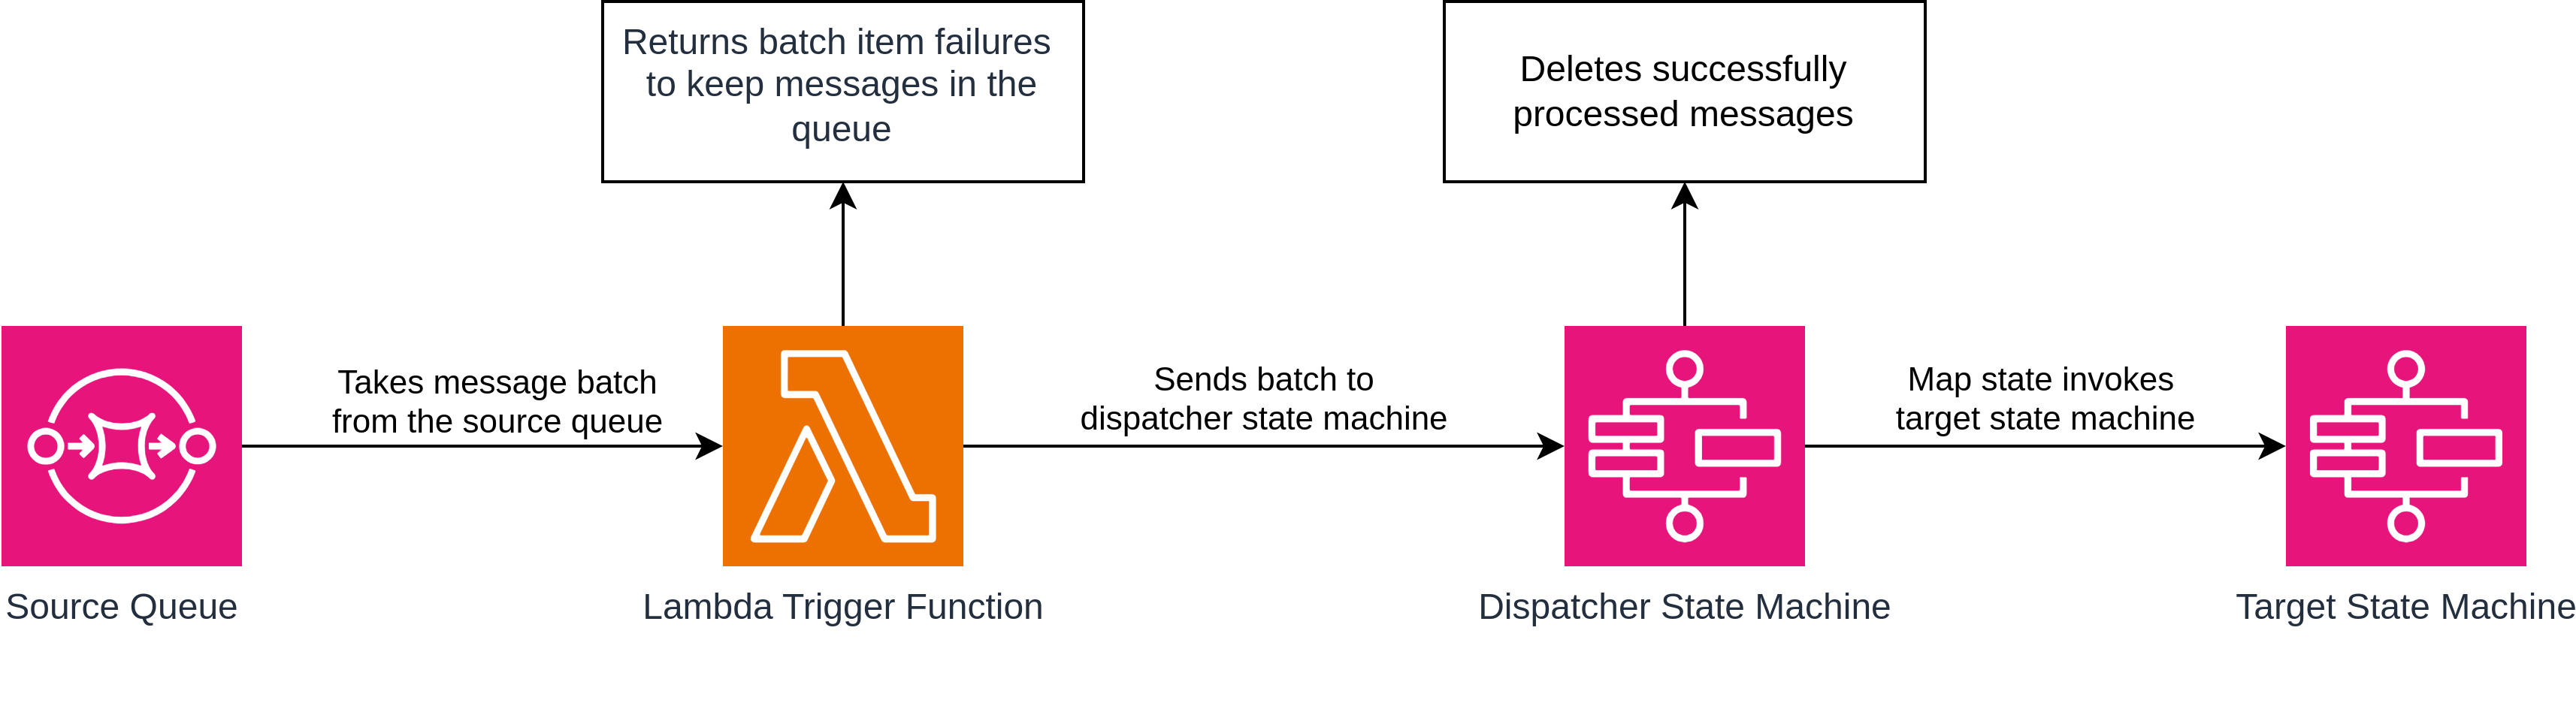 Returns batch item failures
to keep messages in the
queue
Deletes successfully
processed messages
Takes message batch
from the source queue
Sends batch to
dispatcher state machine
Map state invokes
target state machine
Source Queue
Lambda Trigger Function
Dispatcher State Machine
Target State Machine